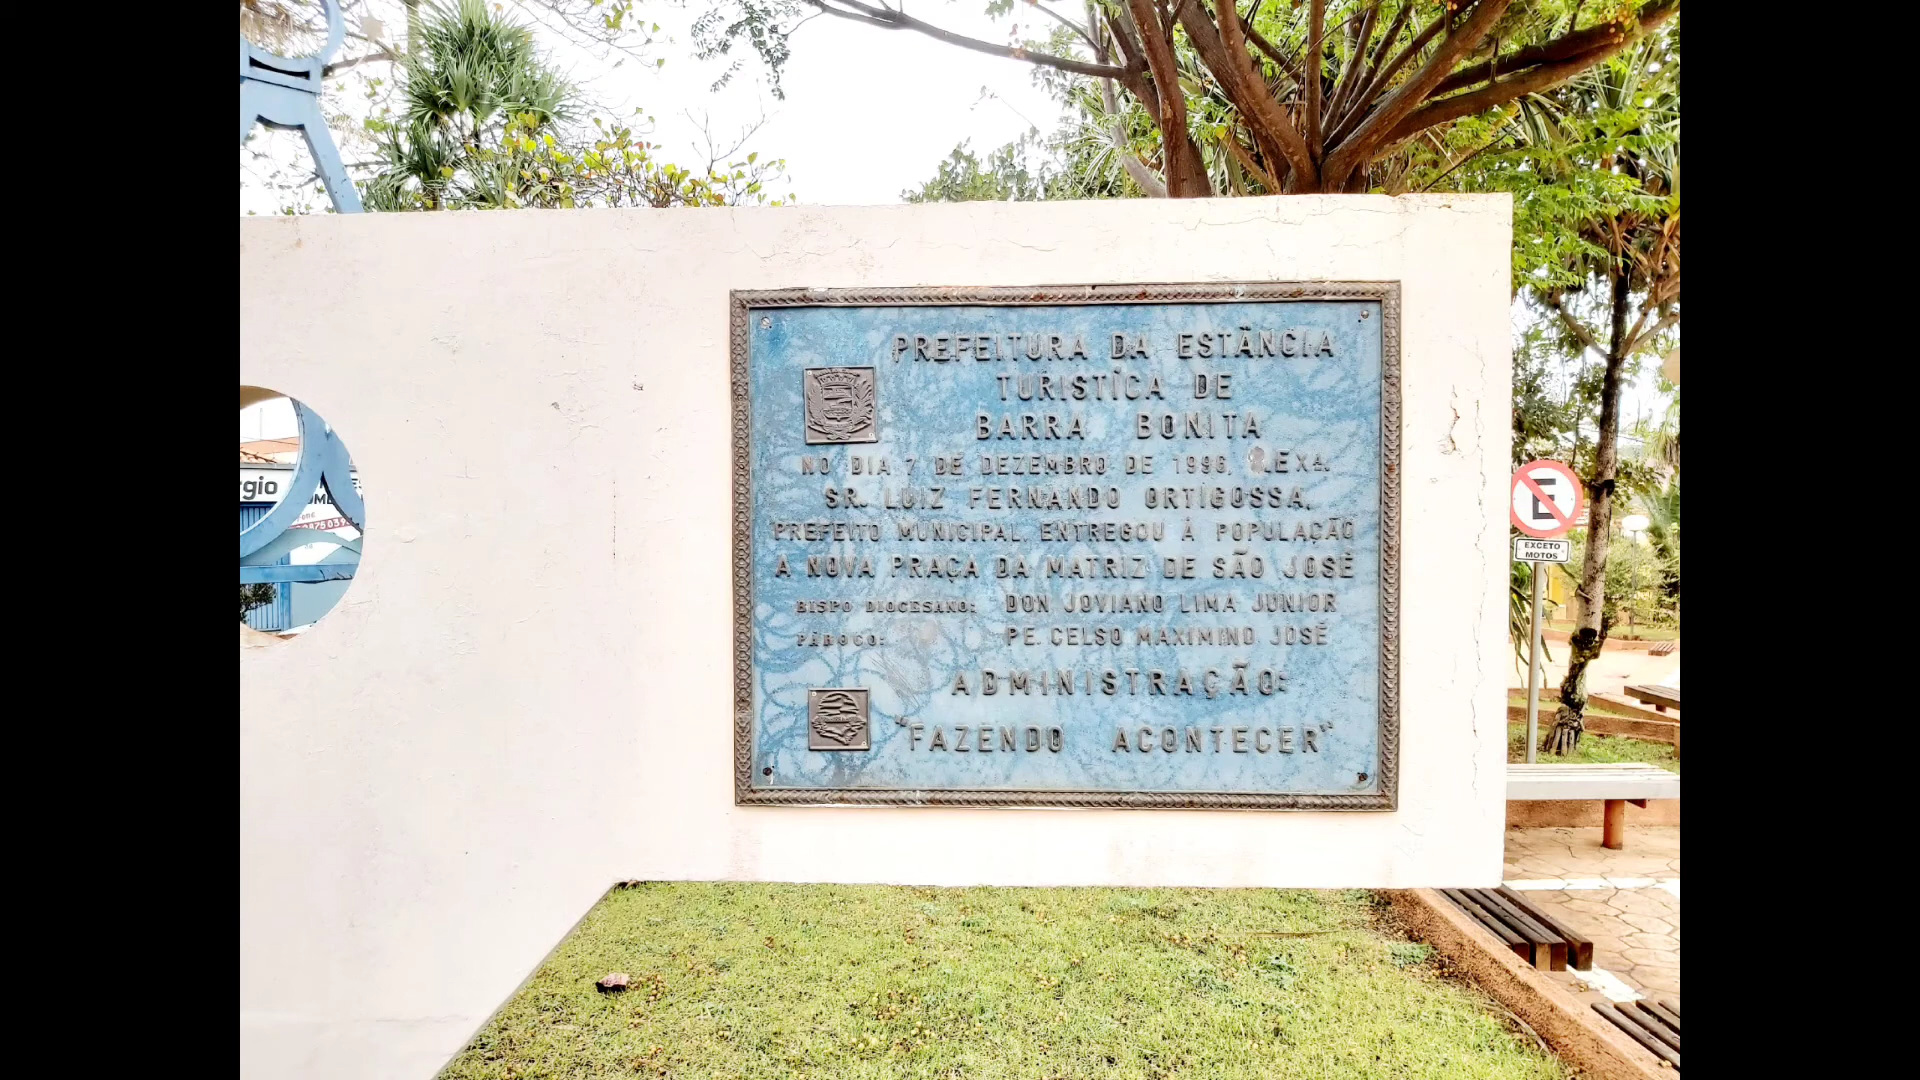 PREFEITURA DA ESTÂNCIA
TURISTÍCA DE
BARRA BONITA
NO DIA 7 DE DEZEMBRO DE 1996, .EXA.
SR. LUIZ FERNANDO ORTIGOSSA,
PREFEITO MUNICIPAL, ENTREGOU À POPULAÇÃO
A NOVA PRAÇA DA MATRIZ DE SÃO JOSÉ
BISPO DIOCESANO: DON JOVIANO LIMA JUNIOR
PÁROCO: PE. CELSO MAXIMINO JOSÉ
ADMINISTRAÇÃO:
"FAZENDO ACONTECER"
rgio
E
EXCETO
MOTOS